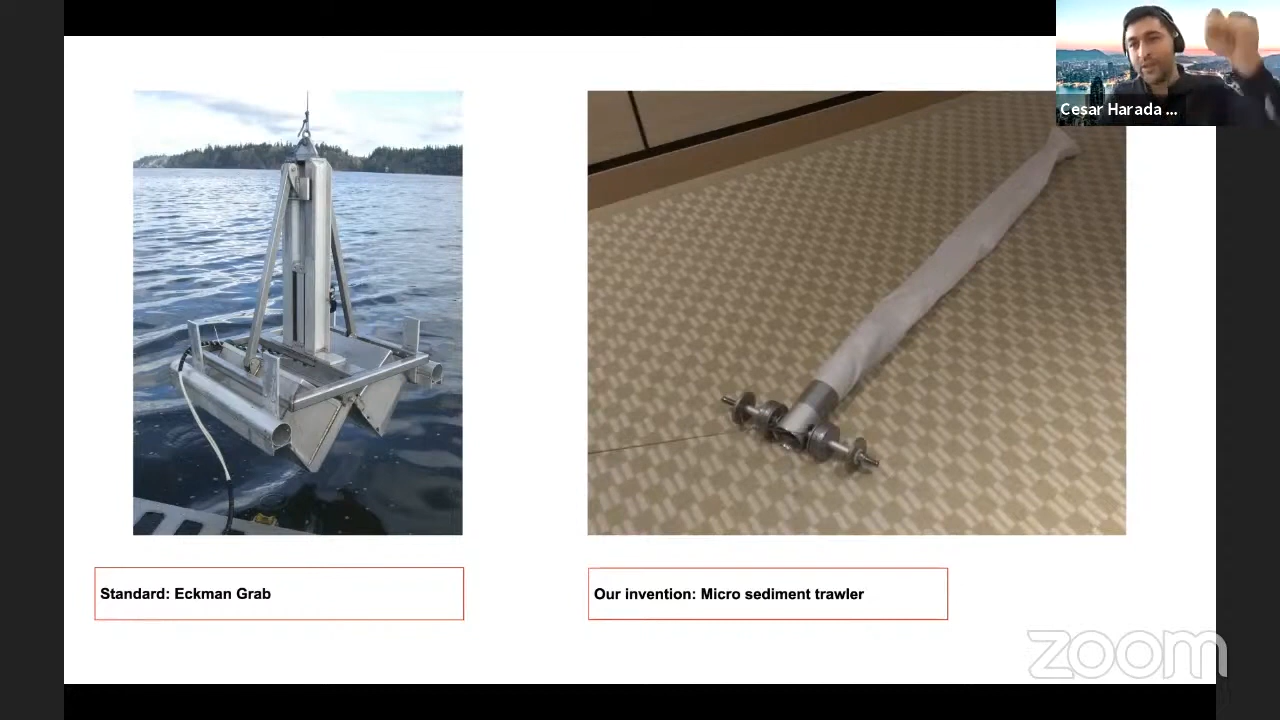 Cesar Harada ...
Standard: Eckman Grab
Our invention: Micro sediment trawler
zoom